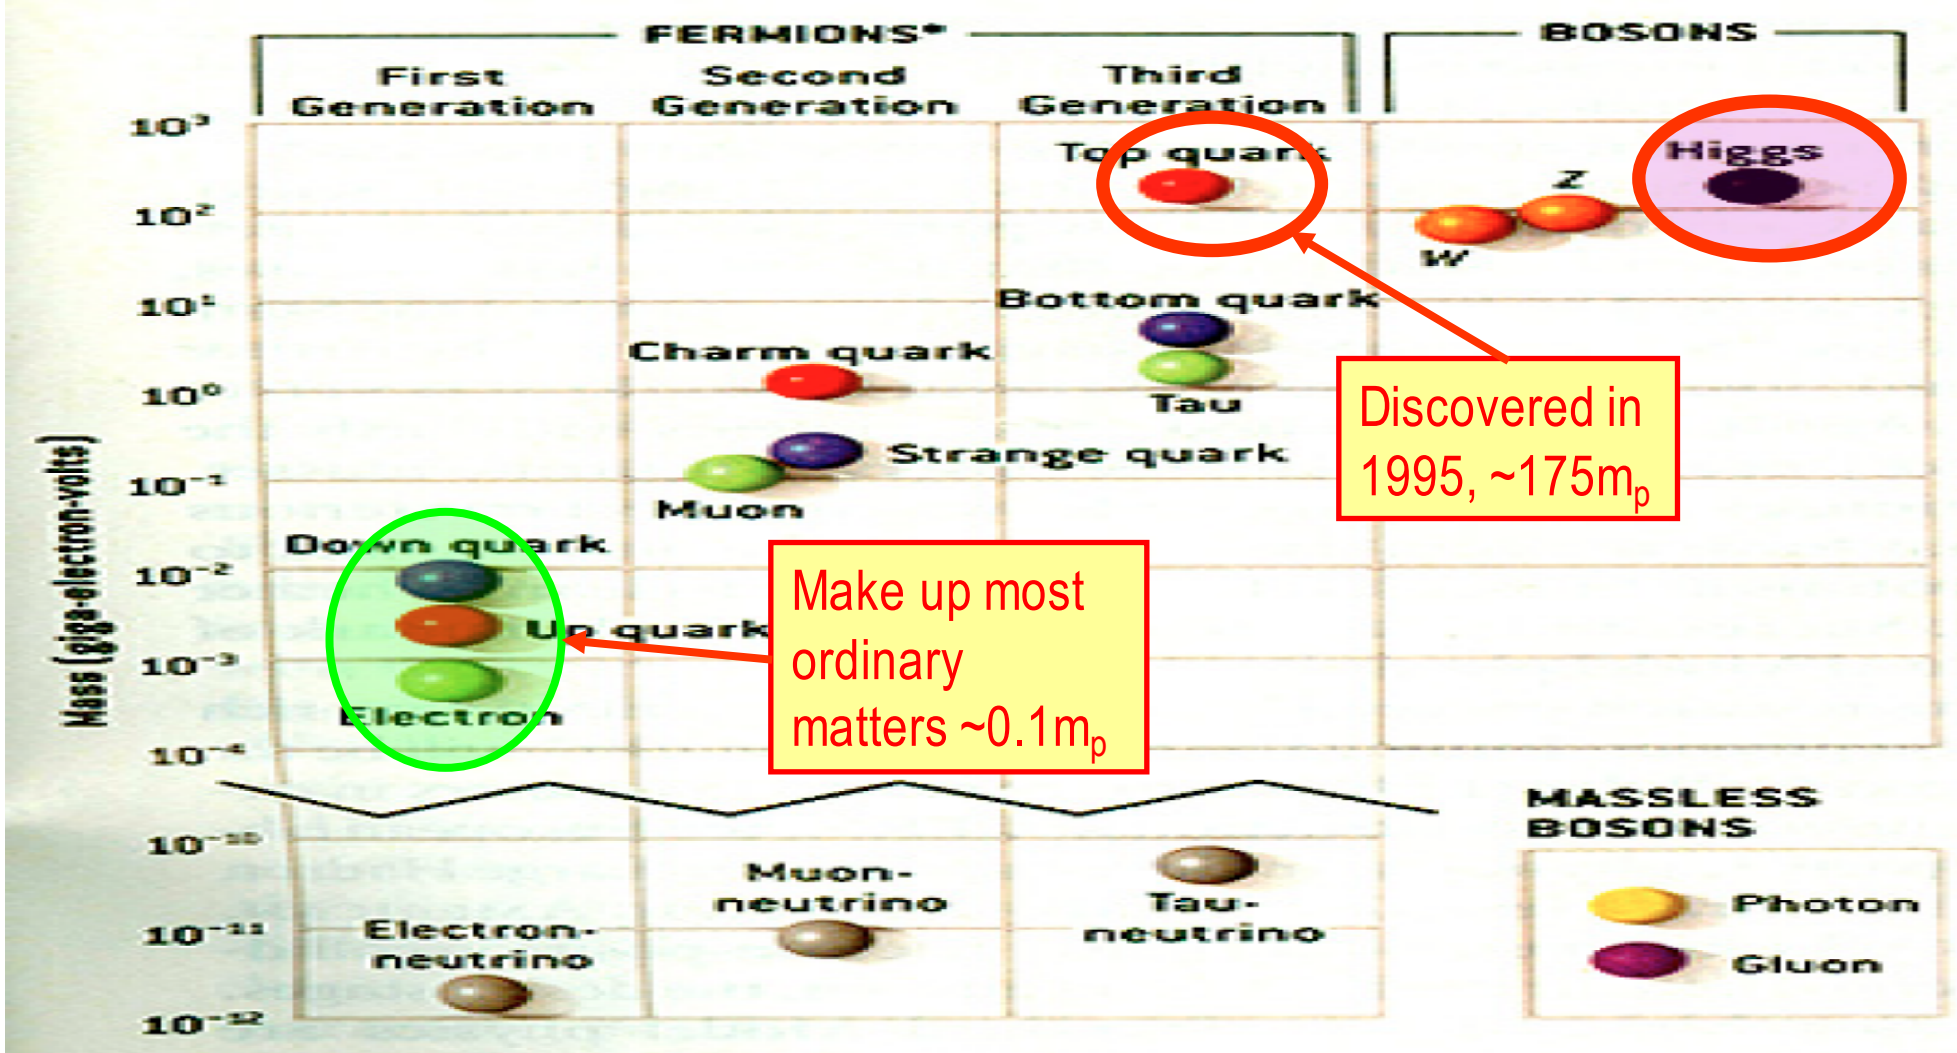 FERMIONS*
BOSONS
First
Generation
Second
Generation
Third
Generation
Mass (giga-electron-volts)
10³
10²
10¹
10⁰
10⁻¹
10⁻²
10⁻³
10⁻⁴
10⁻¹⁰
10⁻¹¹
10⁻¹²
Top quark
Higgs
Z
W
Bottom quark
Charm quark
Tau
Strange quark
Muon
Down quark
Up quark
Electron
Discovered in
1995, ~175mₚ
Make up most
ordinary
matters ~0.1mₚ
Muon-
neutrino
Tau-
neutrino
Electron-
neutrino
MASSLESS
BOSONS
Photon
Gluon